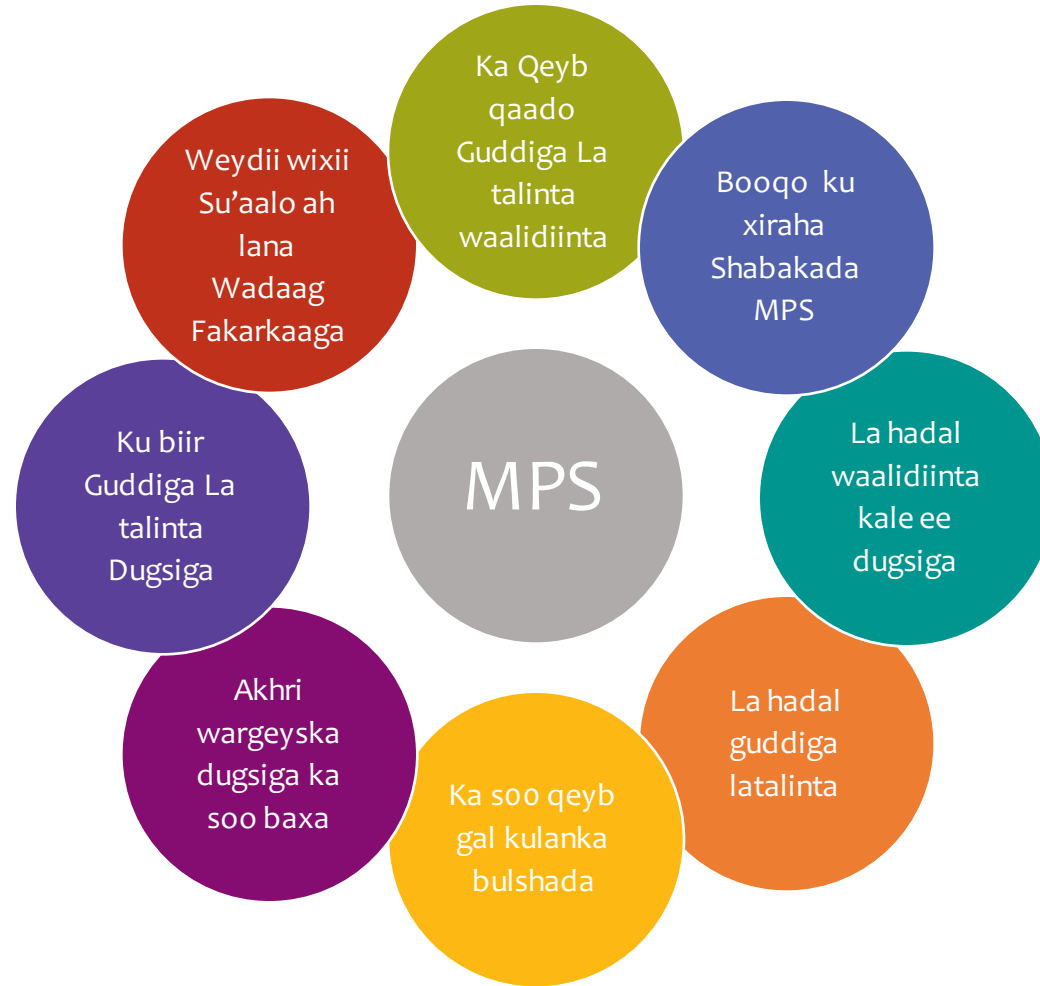 Ka Qeyb
qaado
Guddiga La
talinta
waalidiinta
Booqo ku
xiraha
Shabakada
MPS
La hadal
waalidiinta
kale ee
dugsiga
La hadal
guddiga
latalinta
Ka soo qeyb
gal kulanka
bulshada
Akhri
wargeyska
dugsiga ka
soo baxa
Ku biir
Guddiga La
talinta
Dugsiga
Weydii wixii
Su’aalo ah
lana
Wadaag
Fakarkaaga
MPS